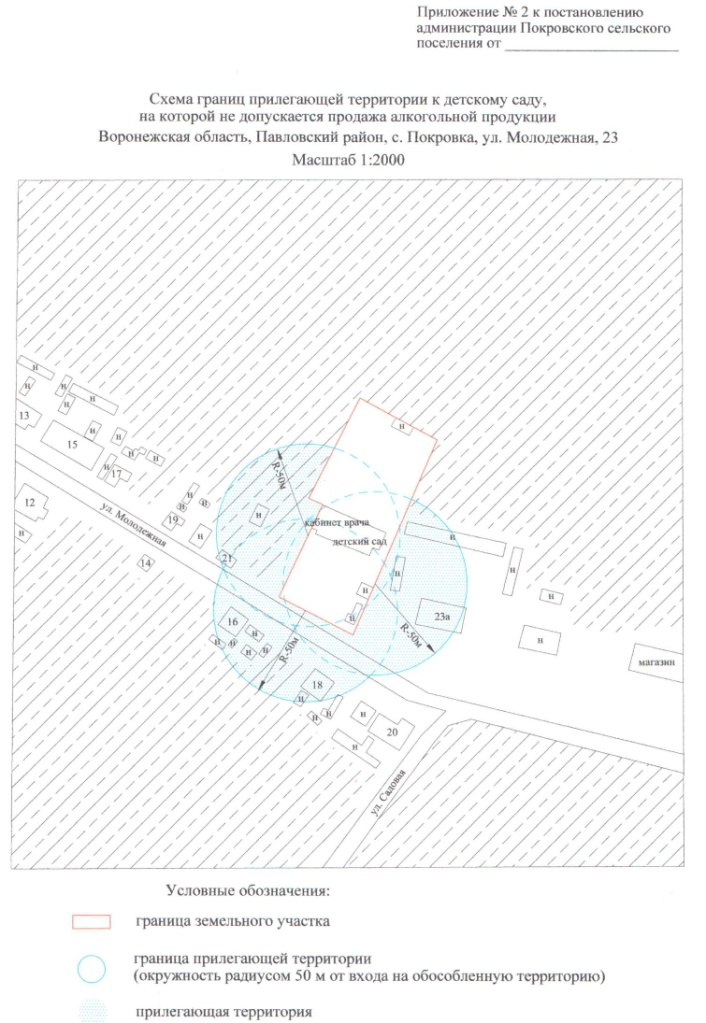 Приложение № 2 к постановлению
администрации Покровского сельского
поселения от
Схема границ прилегающей территории к детскому саду,
на которой не допускается продажа алкогольной продукции
Воронежская область, Павловский район, с. Покровка, ул. Молодежная, 23
Масштаб 1:2000
н
н
н
н
н
13
15
н
н
н
н
н
17
12
н
ул. Молодежная
н
н
н
19
н
21
14
н
R-50м
кабинет врача
детский сад
н
н
н
н
н
н
н
23а
н
магазин
R-50м
R-50м
16
н
н
н
н
н
18
н
н
н
н
20
н
ул. Садовая
Условные обозначения:
граница земельного участка
граница прилегающей территории
(окружность радиусом 50 м от входа на обособленную территорию)
прилегающая территория